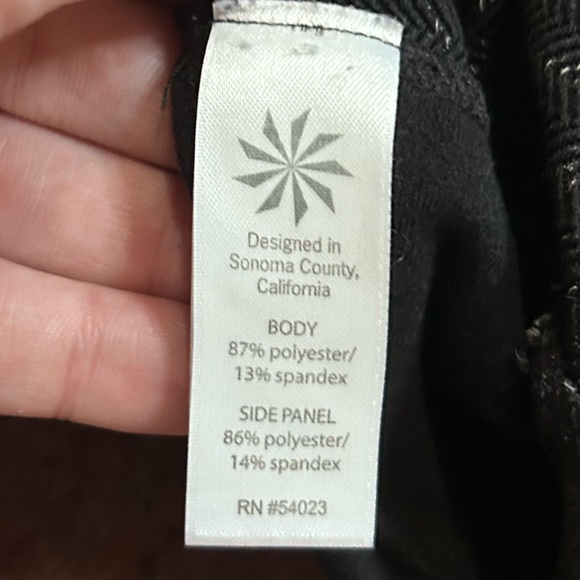 Designed in
Sonoma County,
California
BODY
87% polyester/
13% spandex
SIDE PANEL
86% polyester/
14% spandex
RN #54023